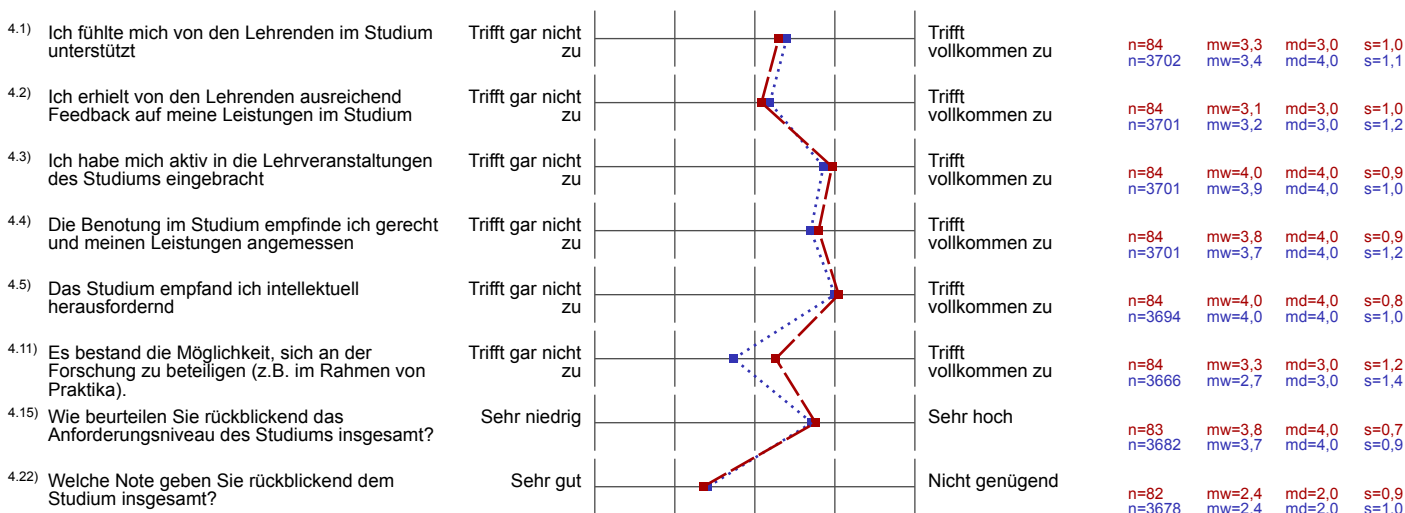 4.1) Ich fühlte mich von den Lehrenden im Studium
unterstützt
Trifft gar nicht
zu
Trifft
vollkommen zu
n=84 mw=3,3 md=3,0 s=1,0
n=3702 mw=3,4 md=4,0 s=1,1
4.2) Ich erhielt von den Lehrenden ausreichend
Feedback auf meine Leistungen im Studium
Trifft gar nicht
zu
Trifft
vollkommen zu
n=84 mw=3,1 md=3,0 s=1,0
n=3701 mw=3,2 md=3,0 s=1,2
4.3) Ich habe mich aktiv in die Lehrveranstaltungen
des Studiums eingebracht
Trifft gar nicht
zu
Trifft
vollkommen zu
n=84 mw=4,0 md=4,0 s=0,9
n=3701 mw=3,9 md=4,0 s=1,0
4.4) Die Benotung im Studium empfinde ich gerecht
und meinen Leistungen angemessen
Trifft gar nicht
zu
Trifft
vollkommen zu
n=84 mw=3,8 md=4,0 s=0,9
n=3701 mw=3,7 md=4,0 s=1,2
4.5) Das Studium empfand ich intellektuell
herausfordernd
Trifft gar nicht
zu
Trifft
vollkommen zu
n=84 mw=4,0 md=4,0 s=0,8
n=3694 mw=4,0 md=4,0 s=1,0
4.11) Es bestand die Möglichkeit, sich an der
Forschung zu beteiligen (z.B. im Rahmen von
Praktika).
Trifft gar nicht
zu
Trifft
vollkommen zu
n=84 mw=3,3 md=3,0 s=1,2
n=3666 mw=2,7 md=3,0 s=1,4
4.15) Wie beurteilen Sie rückblickend das
Anforderungsniveau des Studiums insgesamt?
Sehr niedrig
Sehr hoch
n=83 mw=3,8 md=4,0 s=0,7
n=3682 mw=3,7 md=4,0 s=0,9
4.22) Welche Note geben Sie rückblickend dem
Studium insgesamt?
Sehr gut
Nicht genügend
n=82 mw=2,4 md=2,0 s=0,9
n=3678 mw=2,4 md=2,0 s=1,0